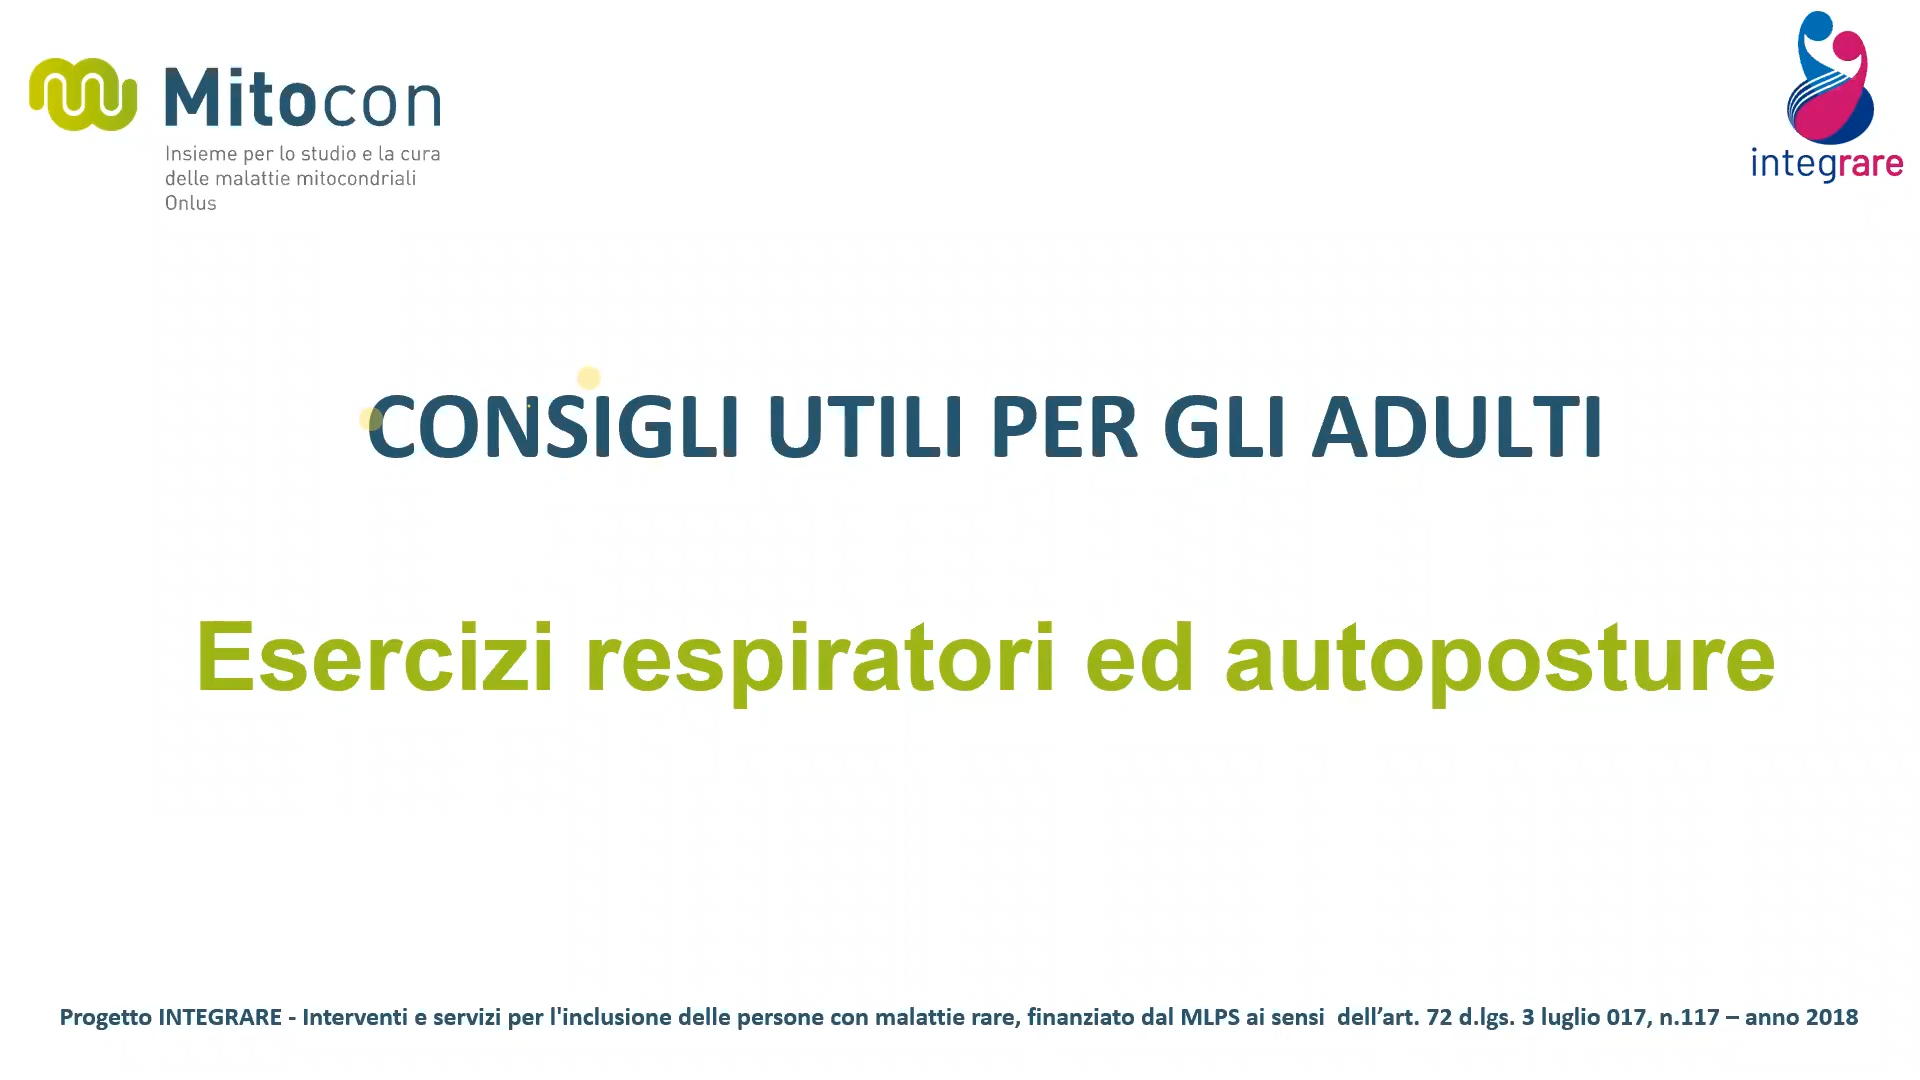 Mitocon
Insieme per lo studio e la cura
delle malattie mitocondriali
Onlus
integrare
CONSIGLI UTILI PER GLI ADULTI
Esercizi respiratori ed autoposture
Progetto INTEGRARE - Interventi e servizi per l'inclusione delle persone con malattie rare, finanziato dal MLPS ai sensi  dell’art. 72 d.lgs. 3 luglio 017, n.117 – anno 2018